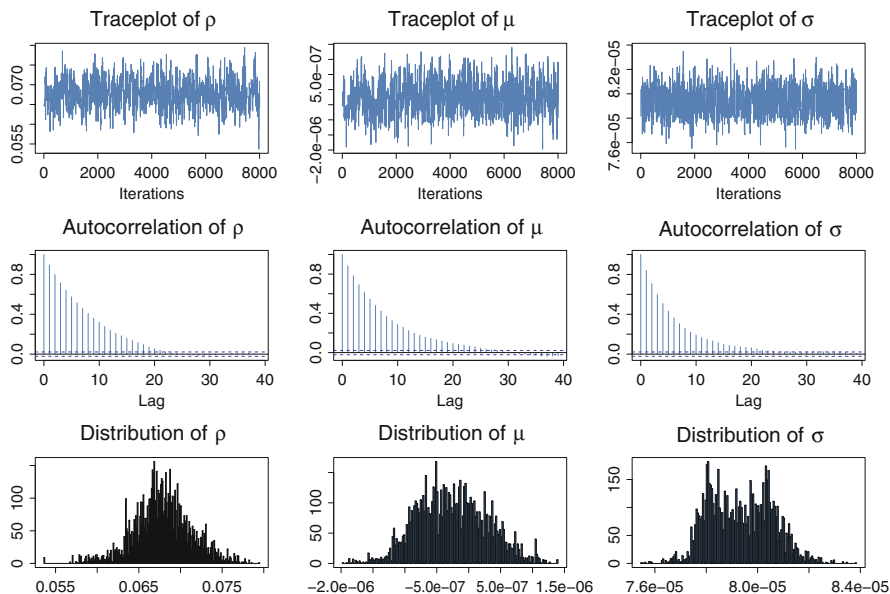 Traceplot of ρ
Traceplot of μ
Traceplot of σ
0.070
0.055
5.0e-07
−2.0e-06
8.2e-05
7.6e-05
0 2000 4000 6000 8000
0 2000 4000 6000 8000
0 2000 4000 6000 8000
Iterations
Iterations
Iterations
Autocorrelation of ρ
Autocorrelation of μ
Autocorrelation of σ
0.8
0.4
0.0
0.8
0.4
0.0
0.8
0.4
0.0
0 10 20 30 40
0 10 20 30 40
0 10 20 30 40
Lag
Lag
Lag
Distribution of ρ
Distribution of μ
Distribution of σ
100
50
0
100
50
0
150
50
0
0.055 0.065 0.075
−2.0e-06 −5.0e-07 5.0e-07 1.5e-06
7.6e-05 8.0e-05 8.4e-05